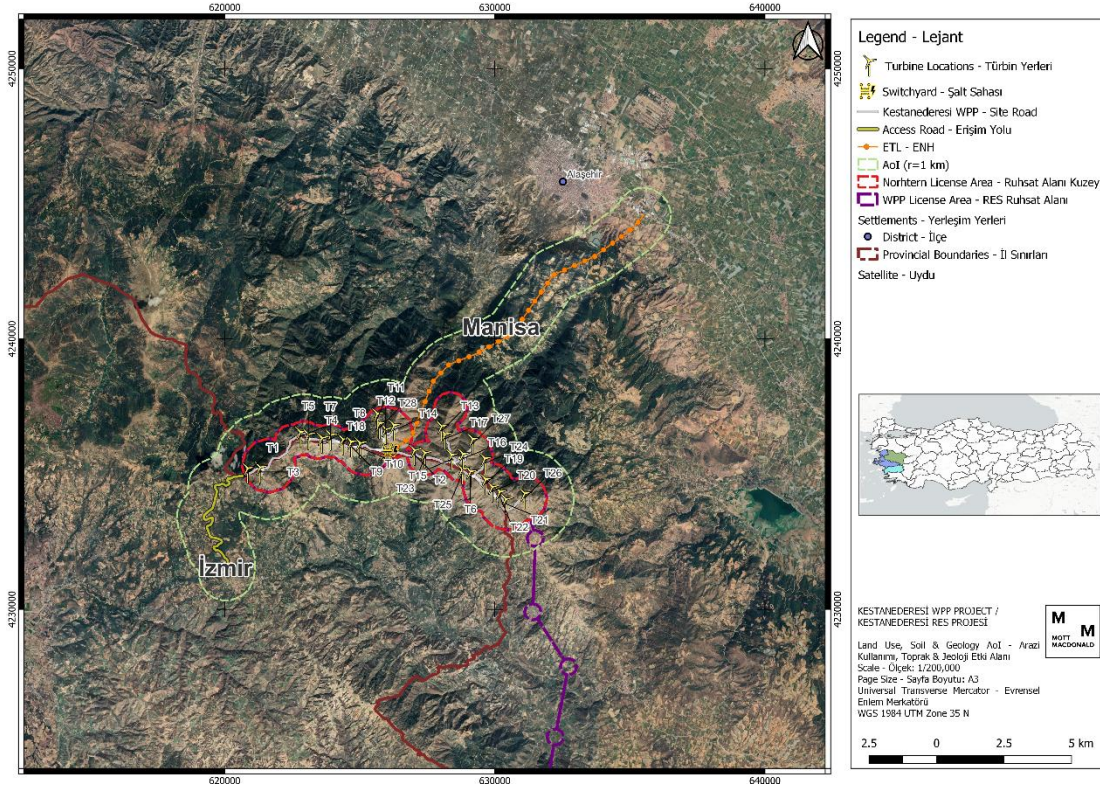 620000
630000
640000
4250000
4250000
Alaşehir
Manisa
4240000
4240000
T11
T5
T7
T12
T28
T14
T13
T4
T8
T27
T17
T18
T1
T16
T24
T3
T9
T10
T19
T15
T2
T20
T26
T23
T25
T6
T21
T22
İzmir
4230000
4230000
620000
630000
640000
Legend - Lejant
Turbine Locations - Türbin Yerleri
Switchyard - Şalt Sahası
Kestanederesi WPP - Site Road
Access Road - Erişim Yolu
ETL - ENH
AoI (r=1 km)
Norhtern License Area - Ruhsat Alanı Kuzey
WPP License Area - RES Ruhsat Alanı
Settlements - Yerleşim Yerleri
District - İlçe
Provincial Boundaries - İl Sınırları
Satellite - Uydu
KESTANEDERESİ WPP PROJECT /
KESTANEDERESİ RES PROJESİ
M
M
MOTT
MACDONALD
Land Use, Soil & Geology AoI - Arazi
Kullanımı, Toprak & Jeoloji Etki Alanı
Scale - Ölçek: 1/200,000
Page Size - Sayfa Boyutu: A3
Universal Transverse Mercator - Evrensel
Enlem Merkatörü
WGS 1984 UTM Zone 35 N
2.5 0 2.5 5 km